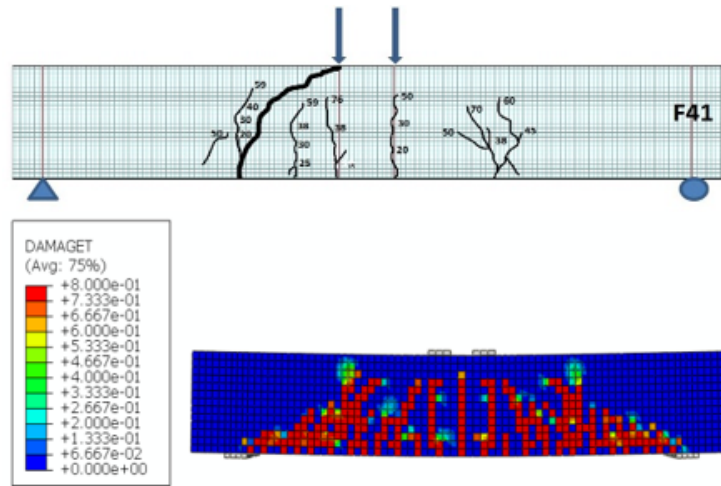 50
40
30
20
50
59
38
30
25
76
38
50
30
20
70
60
50
38
45
F41
DAMAGET
(Avg: 75%)
+8.000e-01
+7.333e-01
+6.667e-01
+6.000e-01
+5.333e-01
+4.667e-01
+4.000e-01
+3.333e-01
+2.667e-01
+2.000e-01
+1.333e-01
+6.667e-02
+0.000e+00